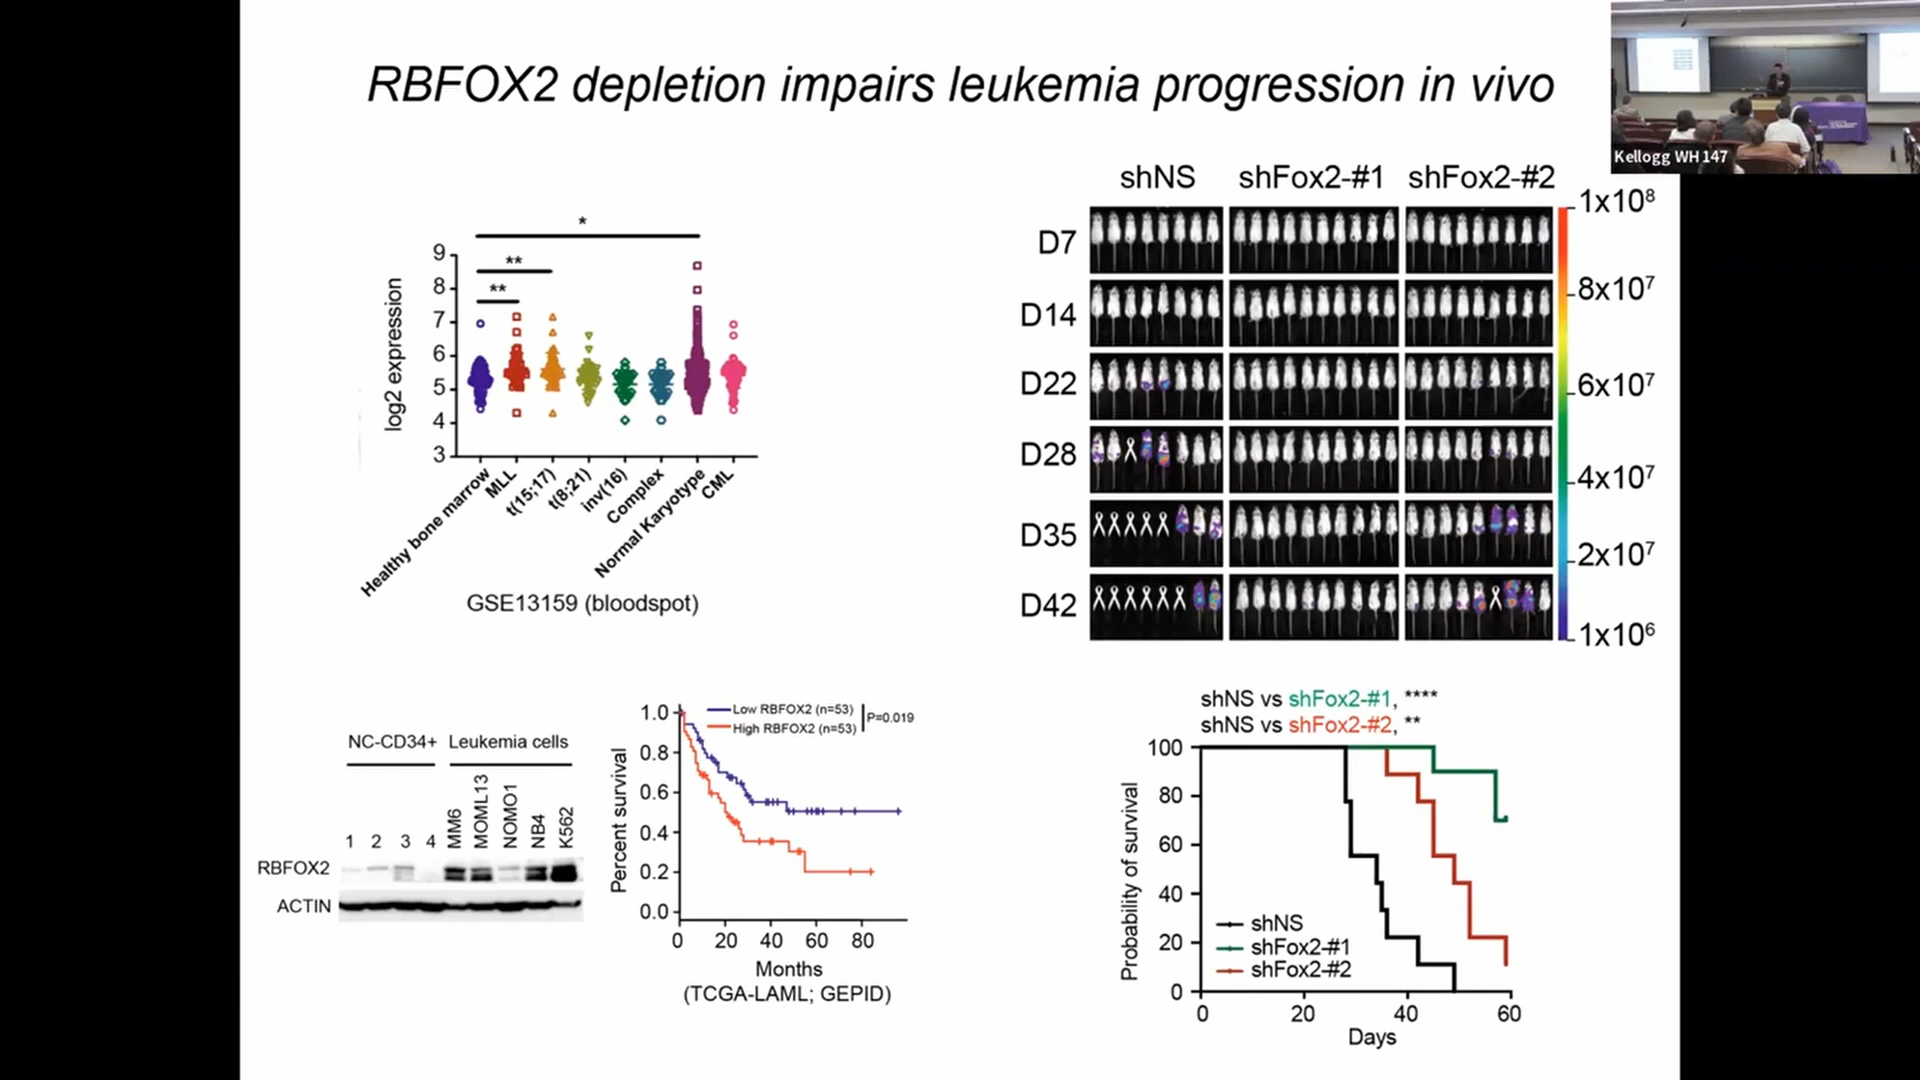 RBFOX2 depletion impairs leukemia progression in vivo
Kellogg WH 147
*
**
**
9
8
7
6
5
4
3
log2 expression
Healthy bone marrow
MLL
t(15;17)
t(8;21)
inv(16)
Complex
Normal Karyotype
CML
GSE13159 (bloodspot)
shNS shFox2-#1 shFox2-#2
D7
D14
D22
D28
D35
D42
1x10⁸
8x10⁷
6x10⁷
4x10⁷
2x10⁷
1x10⁶
NC-CD34+ Leukemia cells
1 2 3 4 MM6 MOML13 NOMO1 NB4 K562
RBFOX2
ACTIN
Low RBFOX2 (n=53)
High RBFOX2 (n=53)
P=0.019
1.0
0.8
0.6
0.4
0.2
0.0
Percent survival
0 20 40 60 80
Months
(TCGA-LAML; GEPID)
shNS vs shFox2-#1, ****
shNS vs shFox2-#2, **
100
80
60
40
20
0
Probability of survival
shNS
shFox2-#1
shFox2-#2
0 20 40 60
Days